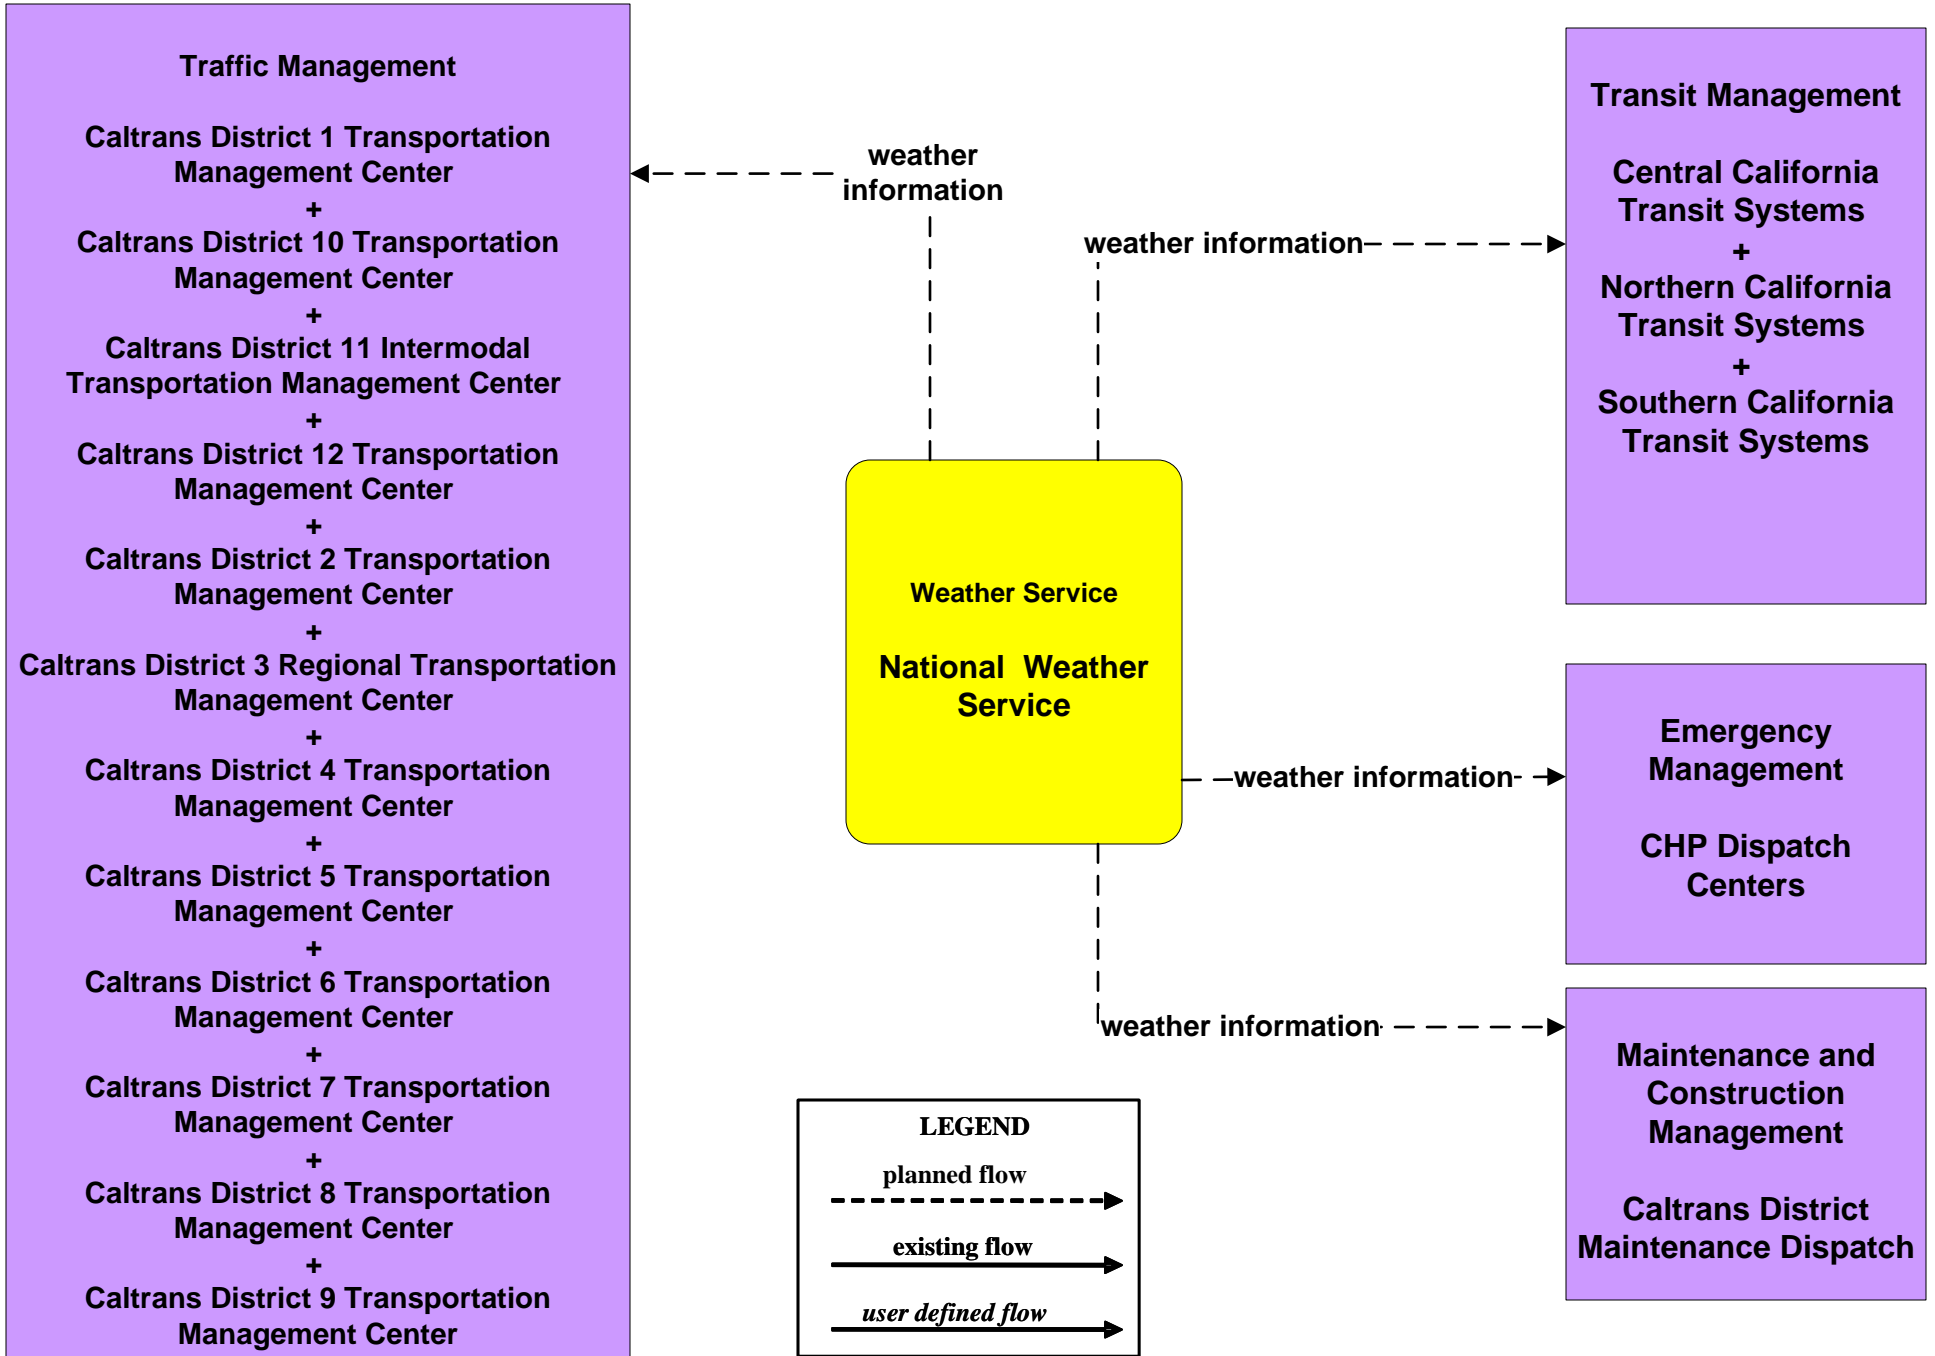 Traffic Management
Caltrans District 1 Transportation
Management Center
+
Caltrans District 10 Transportation
Management Center
+
Caltrans District 11 Intermodal
Transportation Management Center
+
Caltrans District 12 Transportation
Management Center
+
Caltrans District 2 Transportation
Management Center
+
Caltrans District 3 Regional Transportation
Management Center
+
Caltrans District 4 Transportation
Management Center
+
Caltrans District 5 Transportation
Management Center
+
Caltrans District 6 Transportation
Management Center
+
Caltrans District 7 Transportation
Management Center
+
Caltrans District 8 Transportation
Management Center
+
Caltrans District 9 Transportation
Management Center
weather
information
weather information
Weather Service
National Weather
Service
weather information
weather information
LEGEND
planned flow
existing flow
user defined flow
Transit Management
Central California
Transit Systems
+
Northern California
Transit Systems
+
Southern California
Transit Systems
Emergency
Management
CHP Dispatch
Centers
Maintenance and
Construction
Management
Caltrans District
Maintenance Dispatch